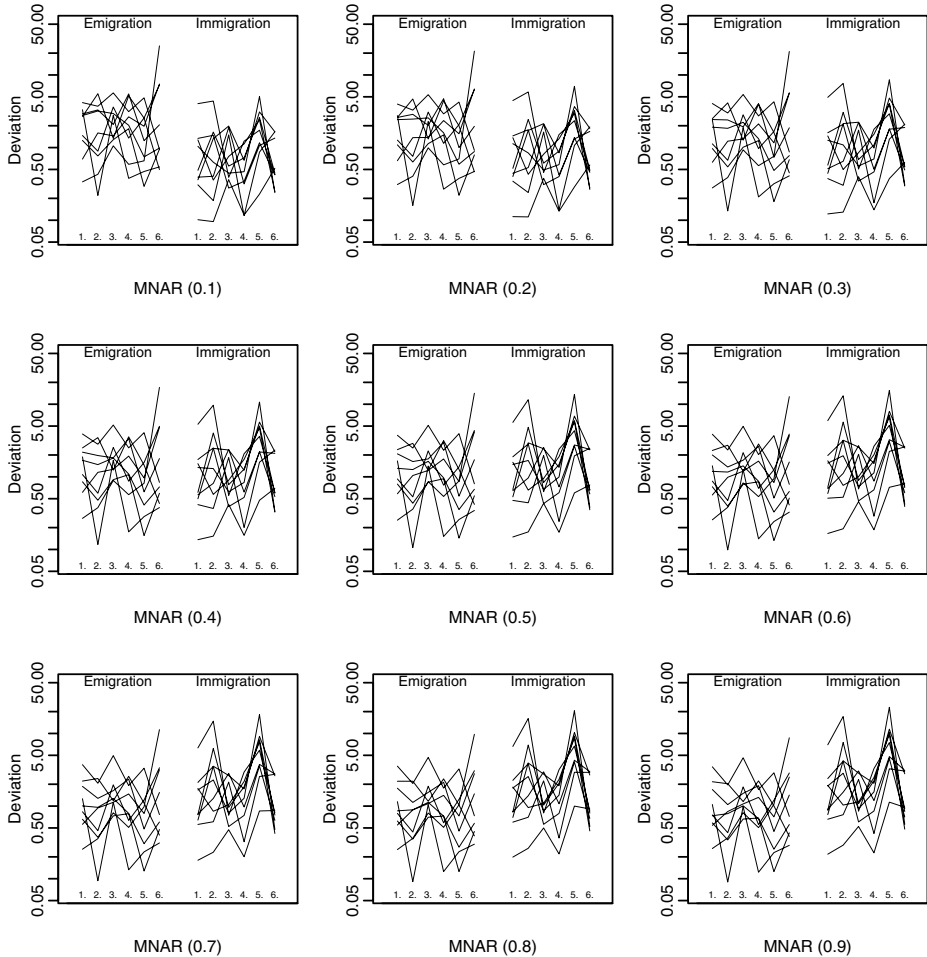 Emigration Immigration
Deviation
50.00
5.00
0.50
0.05
1. 2. 3. 4. 5. 6. 1. 2. 3. 4. 5. 6.
MNAR (0.1)
Emigration Immigration
Deviation
50.00
5.00
0.50
0.05
1. 2. 3. 4. 5. 6. 1. 2. 3. 4. 5. 6.
MNAR (0.2)
Emigration Immigration
Deviation
50.00
5.00
0.50
0.05
1. 2. 3. 4. 5. 6. 1. 2. 3. 4. 5. 6.
MNAR (0.3)
Emigration Immigration
Deviation
50.00
5.00
0.50
0.05
1. 2. 3. 4. 5. 6. 1. 2. 3. 4. 5. 6.
MNAR (0.4)
Emigration Immigration
Deviation
50.00
5.00
0.50
0.05
1. 2. 3. 4. 5. 6. 1. 2. 3. 4. 5. 6.
MNAR (0.5)
Emigration Immigration
Deviation
50.00
5.00
0.50
0.05
1. 2. 3. 4. 5. 6. 1. 2. 3. 4. 5. 6.
MNAR (0.6)
Emigration Immigration
Deviation
50.00
5.00
0.50
0.05
1. 2. 3. 4. 5. 6. 1. 2. 3. 4. 5. 6.
MNAR (0.7)
Emigration Immigration
Deviation
50.00
5.00
0.50
0.05
1. 2. 3. 4. 5. 6. 1. 2. 3. 4. 5. 6.
MNAR (0.8)
Emigration Immigration
Deviation
50.00
5.00
0.50
0.05
1. 2. 3. 4. 5. 6. 1. 2. 3. 4. 5. 6.
MNAR (0.9)